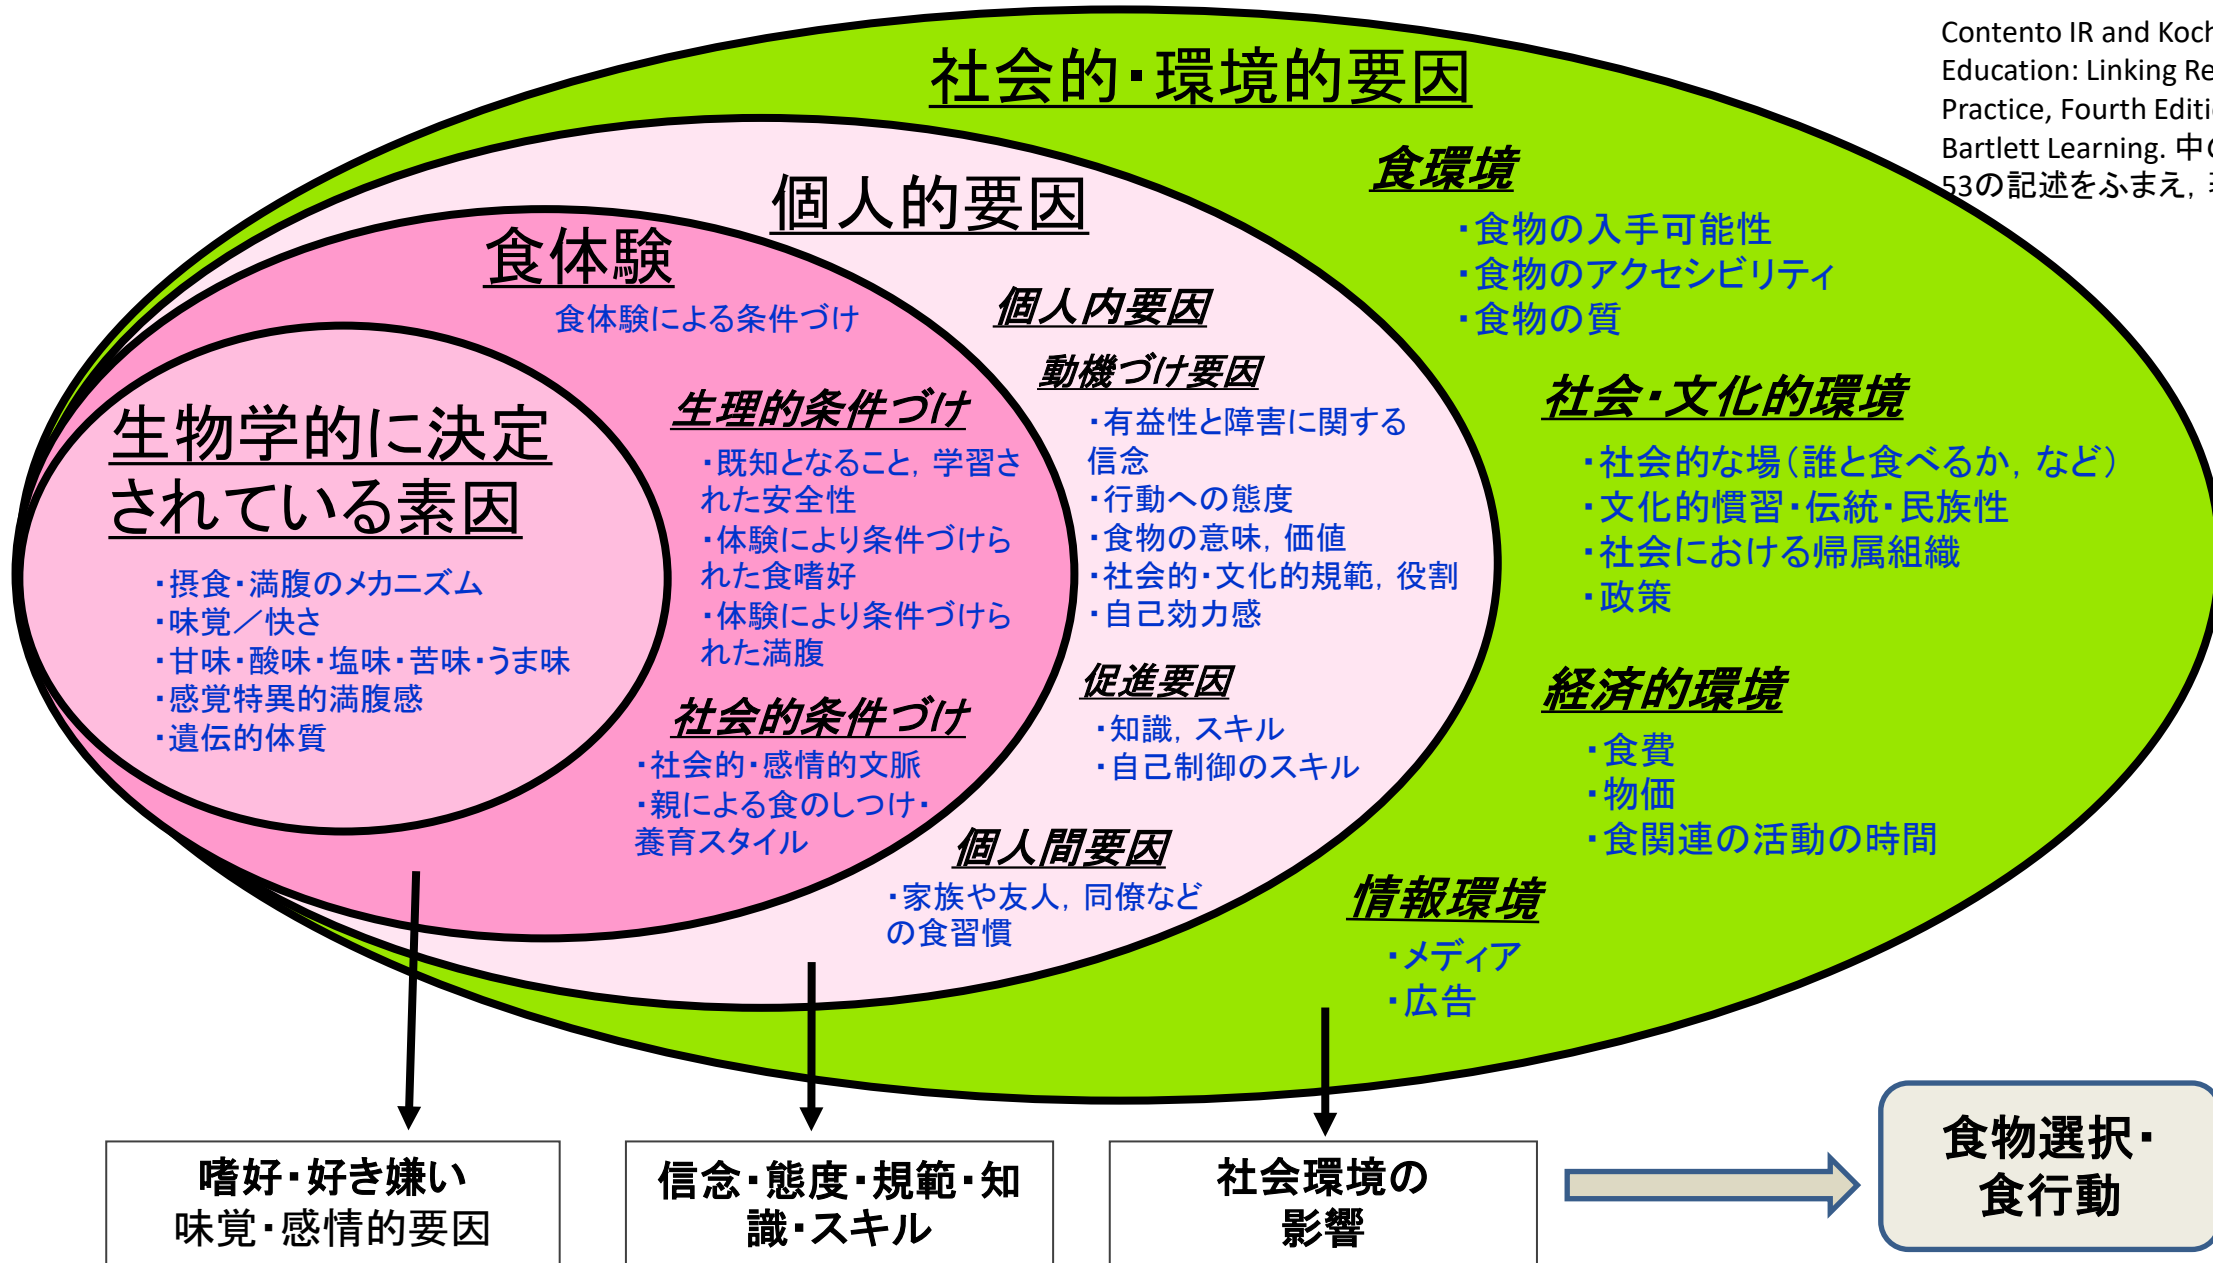 Contento IR and Koch
Education: Linking Re
Practice, Fourth Editi
Bartlett Learning. 中の
53の記述をふまえ, 
社会的・環境的要因
食環境
・食物の入手可能性
・食物のアクセシビリティ
・食物の質
社会・文化的環境
・社会的な場（誰と食べるか, など）
・文化的慣習・伝統・民族性
・社会における帰属組織
・政策
経済的環境
・食費
・物価
・食関連の活動の時間
情報環境
・メディア
・広告
個人的要因
個人内要因
動機づけ要因
・有益性と障害に関する
信念
・行動への態度
・食物の意味, 価値
・社会的・文化的規範, 役割
・自己効力感
促進要因
・知識, スキル
・自己制御のスキル
個人間要因
・家族や友人, 同僚など
の食習慣
食体験
食体験による条件づけ
生理的条件づけ
・既知となること, 学習さ
れた安全性
・体験により条件づけら
れた食嗜好
・体験により条件づけら
れた満腹
社会的条件づけ
・社会的・感情的文脈
・親による食のしつけ・
養育スタイル
生物学的に決定
されている素因
・摂食・満腹のメカニズム
・味覚／快さ
・甘味・酸味・塩味・苦味・うま味
・感覚特異的満腹感
・遺伝的体質
嗜好・好き嫌い
味覚・感情的要因
信念・態度・規範・知
識・スキル
社会環境の
影響
食物選択・
食行動